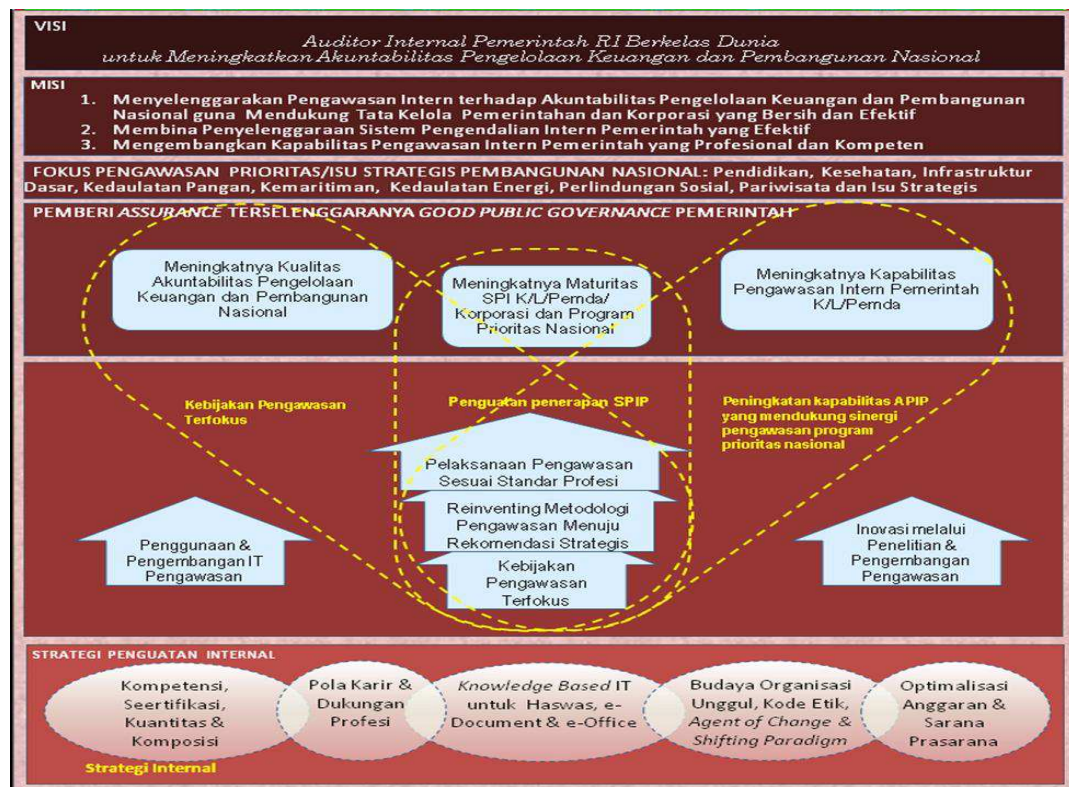 VISI
Auditor Internal Pemerintah RI Berkelas Dunia
untuk Meningkatkan Akuntabilitas Pengelolaan Keuangan dan Pembangunan Nasional
MISI
1. Menyelenggarakan Pengawasan Intern terhadap Akuntabilitas Pengelolaan Keuangan dan Pembangunan
Nasional guna Mendukung Tata Kelola Pemerintahan dan Korporasi yang Bersih dan Efektif
2. Membina Penyelenggaraan Sistem Pengendalian Intern Pemerintah yang Efektif
3. Mengembangkan Kapabilitas Pengawasan Intern Pemerintah yang Profesional dan Kompeten
FOKUS PENGAWASAN PRIORITAS/ISU STRATEGIS PEMBANGUNAN NASIONAL: Pendidikan, Kesehatan, Infrastruktur
Dasar, Kedaulatan Pangan, Kemaritiman, Kedaulatan Energi, Perlindungan Sosial, Pariwisata dan Isu Strategis
PEMBERI ASSURANCE TERSELENGGARANYA GOOD PUBLIC GOVERNANCE PEMERINTAH
Meningkatnya Kualitas
Akuntabilitas Pengelolaan
Keuangan dan Pembangunan
Nasional
Meningkatnya Maturitas
SPI K/L/Pemda/
Korporasi dan Program
Prioritas Nasional
Meningkatnya Kapabilitas
Pengawasan Intern Pemerintah
K/L/Pemda
Kebijakan Pengawasan
Terfokus
Penguatan penerapan SPIP
Peningkatan kapabilitas APIP
yang mendukung sinergi
pengawasan program
prioritas nasional
Pelaksanaan Pengawasan
Sesuai Standar Profesi
Reinventing Metodologi
Pengawasan Menuju
Rekomendasi Strategis
Kebijakan
Pengawasan
Terfokus
Penggunaan &
Pengembangan IT
Pengawasan
Inovasi melalui
Penelitian &
Pengembangan
Pengawasan
STRATEGI PENGUATAN INTERNAL
Kompetensi,
Seertifikasi,
Kuantitas &
Komposisi
Pola Karir &
Dukungan
Profesi
Knowledge Based IT
untuk Haswas, e-
Document & e-Office
Budaya Organisasi
Unggul, Kode Etik,
Agent of Change &
Shifting Paradigm
Optimalisasi
Anggaran &
Sarana
Prasarana
Strategi Internal